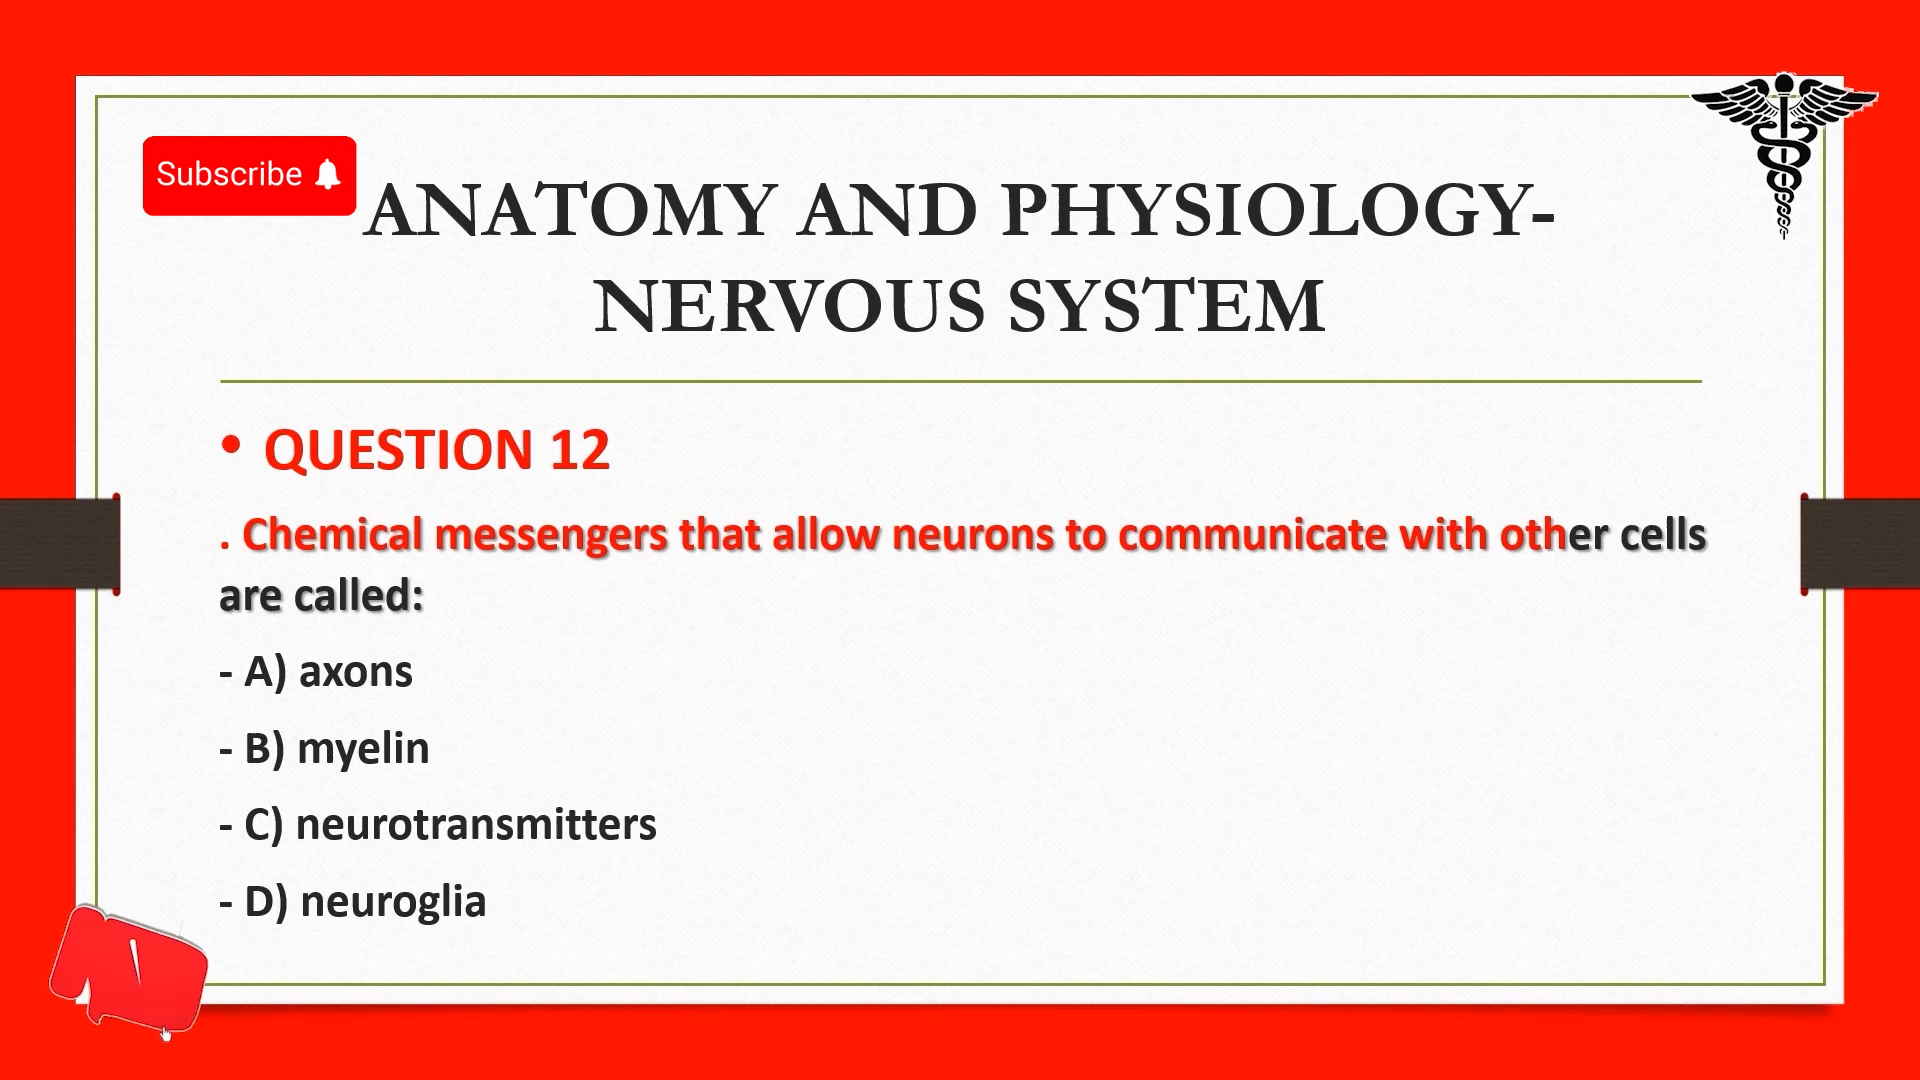 Subscribe
ANATOMY AND PHYSIOLOGY-
NERVOUS SYSTEM
• QUESTION 12
. Chemical messengers that allow neurons to communicate with other cells
are called:
- A) axons
- B) myelin
- C) neurotransmitters
- D) neuroglia